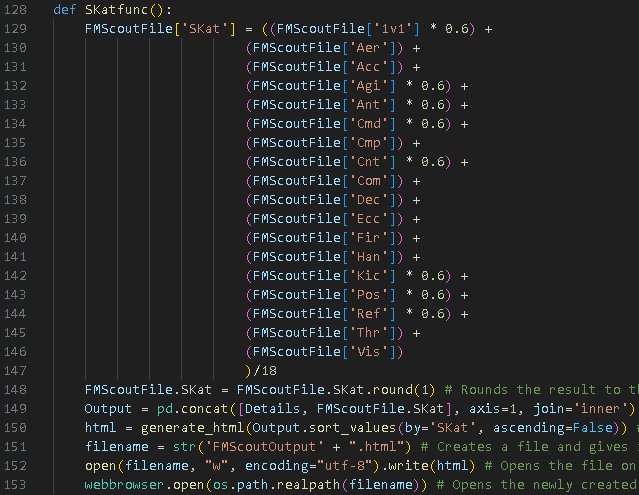 128 def SKatfunc():
129 FMScoutFile['SKat'] = ((FMScoutFile['1v1'] * 0.6) +
130 (FMScoutFile['Aer']) +
131 (FMScoutFile['Acc']) +
132 (FMScoutFile['Agi'] * 0.6) +
133 (FMScoutFile['Ant'] * 0.6) +
134 (FMScoutFile['Cmd'] * 0.6) +
135 (FMScoutFile['Cmp']) +
136 (FMScoutFile['Cnt'] * 0.6) +
137 (FMScoutFile['Com']) +
138 (FMScoutFile['Dec']) +
139 (FMScoutFile['Ecc']) +
140 (FMScoutFile['Fir']) +
141 (FMScoutFile['Han']) +
142 (FMScoutFile['Kic'] * 0.6) +
143 (FMScoutFile['Pos'] * 0.6) +
144 (FMScoutFile['Ref'] * 0.6) +
145 (FMScoutFile['Thr']) +
146 (FMScoutFile['Vis'])
147 )/18
148 FMScoutFile.SKat = FMScoutFile.SKat.round(1) # Rounds the result to
149 Output = pd.concat([Details, FMScoutFile.SKat], axis=1, join='inner')
150 html = generate_html(Output.sort_values(by='SKat', ascending=False)) #
151 filename = str('FMScoutOutput' + ".html") # Creates a file and gives
152 open(filename, "w", encoding="utf-8").write(html) # Opens the file on
153 webbrowser.open(os.path.realpath(filename)) # Opens the newly created